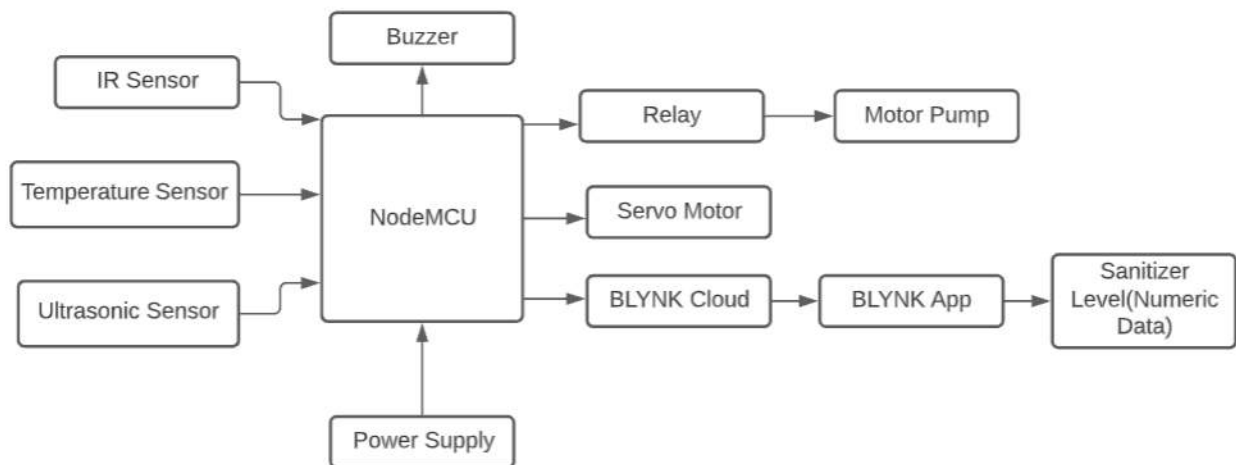 Buzzer
IR Sensor
Relay
Motor Pump
Temperature Sensor
NodeMCU
Servo Motor
Ultrasonic Sensor
BLYNK Cloud
BLYNK App
Sanitizer
Level(Numeric
Data)
Power Supply